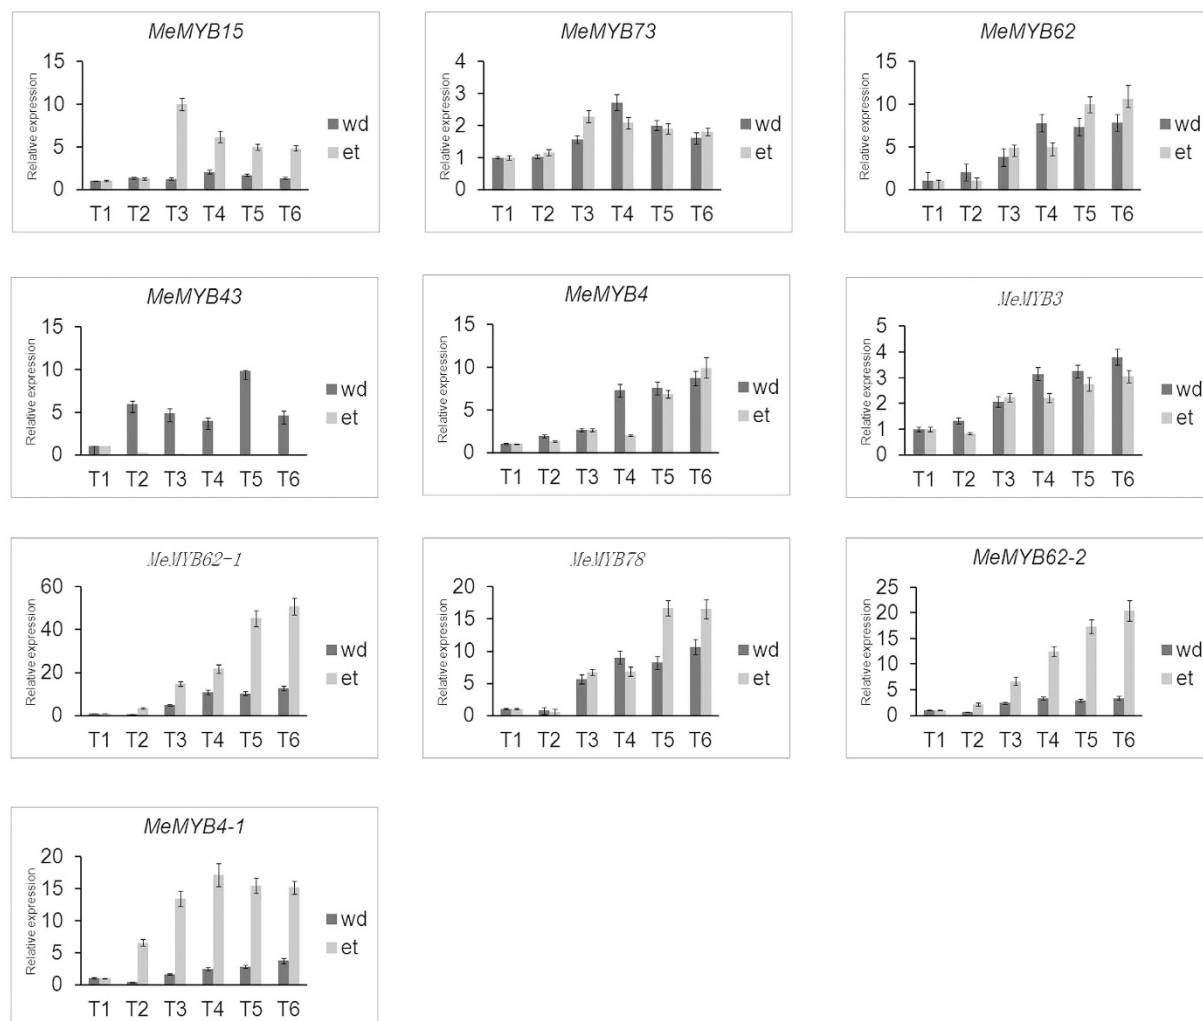 MeMYB15
Relative expression
15
10
5
0
T1 T2 T3 T4 T5 T6
wd
et
MeMYB73
Relative expression
4
3
2
1
0
T1 T2 T3 T4 T5 T6
wd
et
MeMYB62
Relative expression
15
10
5
0
T1 T2 T3 T4 T5 T6
wd
et
MeMYB43
Relative expression
15
10
5
0
T1 T2 T3 T4 T5 T6
wd
et
MeMYB4
Relative expression
15
10
5
0
T1 T2 T3 T4 T5 T6
wd
et
MeMYB3
Relative expression
5
4
3
2
1
0
T1 T2 T3 T4 T5 T6
wd
et
MeMYB62-1
Relative expression
60
40
20
0
T1 T2 T3 T4 T5 T6
wd
et
MeMYB78
Relative expression
20
15
10
5
0
T1 T2 T3 T4 T5 T6
wd
et
MeMYB62-2
Relative expression
25
20
15
10
5
0
T1 T2 T3 T4 T5 T6
wd
et
MeMYB4-1
Relative expression
20
15
10
5
0
T1 T2 T3 T4 T5 T6
wd
et